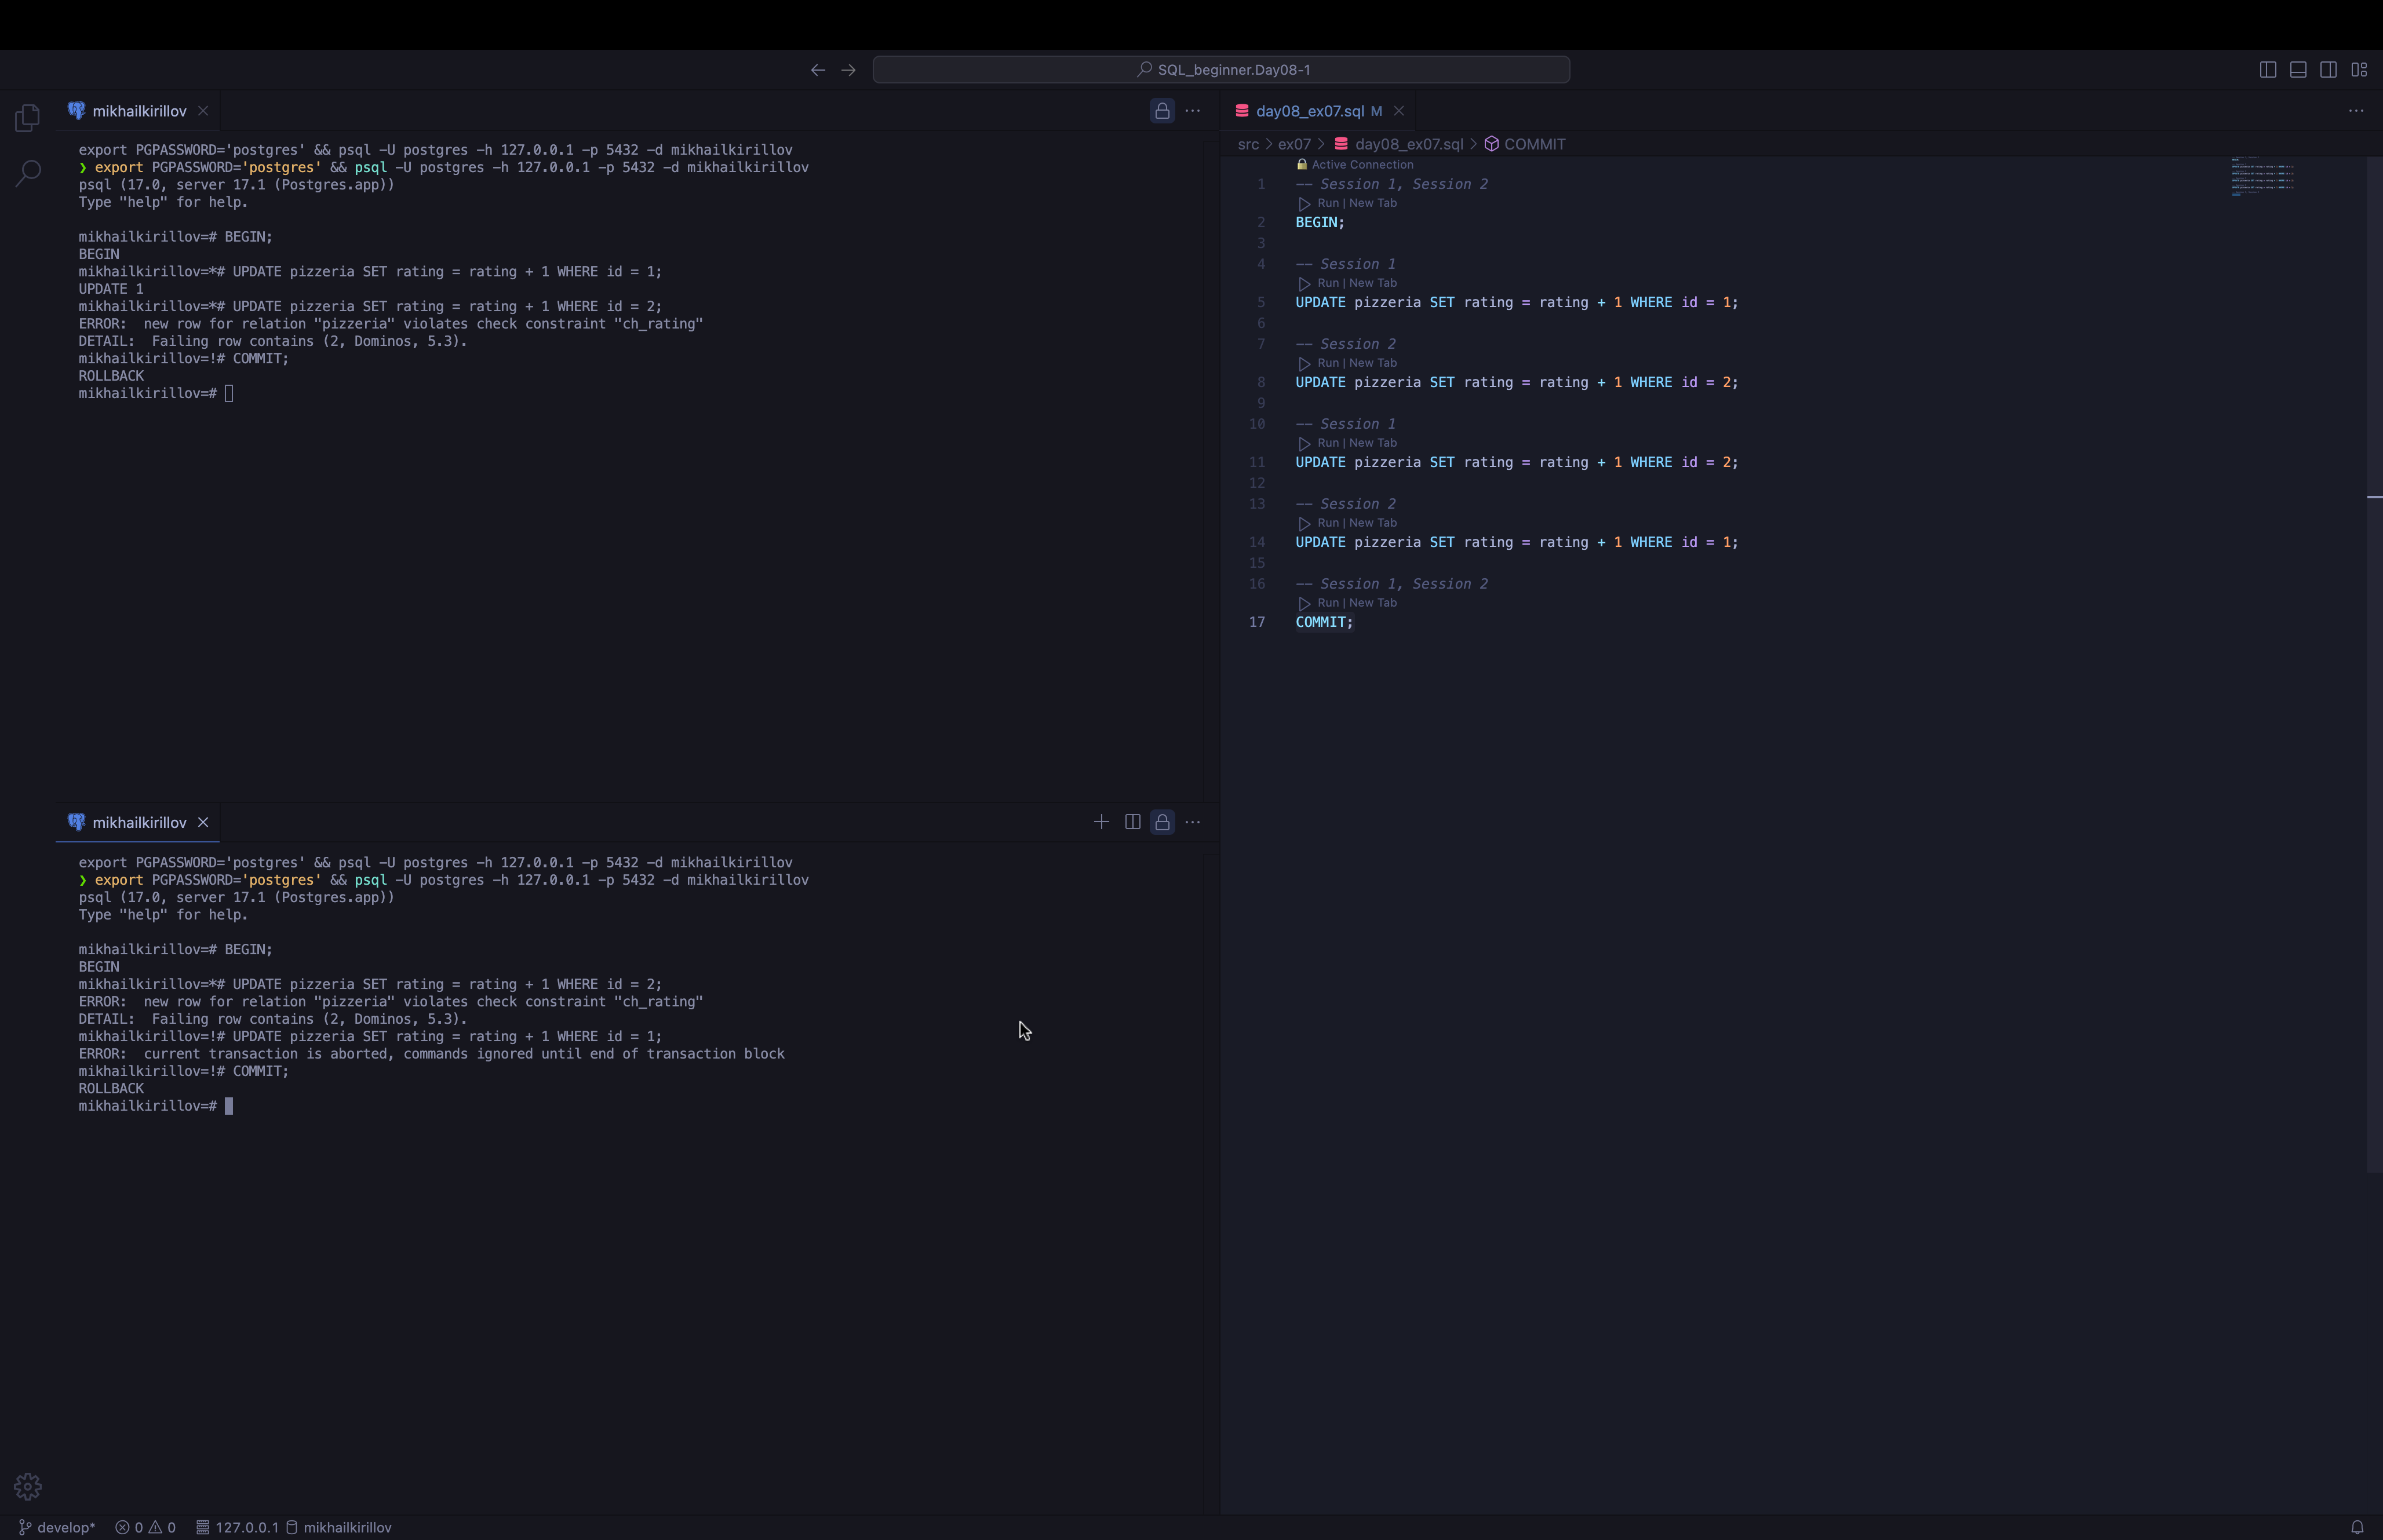 SQL_beginner.Day08-1
mikhailkirillov
export PGPASSWORD='postgres' && psql -U postgres -h 127.0.0.1 -p 5432 -d mikhailkirillov
❯ export PGPASSWORD='postgres' && psql -U postgres -h 127.0.0.1 -p 5432 -d mikhailkirillov
psql (17.0, server 17.1 (Postgres.app))
Type "help" for help.
mikhailkirillov=# BEGIN;
BEGIN
mikhailkirillov=*# UPDATE pizzeria SET rating = rating + 1 WHERE id = 1;
UPDATE 1
mikhailkirillov=*# UPDATE pizzeria SET rating = rating + 1 WHERE id = 2;
ERROR:  new row for relation "pizzeria" violates check constraint "ch_rating"
DETAIL:  Failing row contains (2, Dominos, 5.3).
mikhailkirillov=!# COMMIT;
ROLLBACK
mikhailkirillov=#
mikhailkirillov
export PGPASSWORD='postgres' && psql -U postgres -h 127.0.0.1 -p 5432 -d mikhailkirillov
❯ export PGPASSWORD='postgres' && psql -U postgres -h 127.0.0.1 -p 5432 -d mikhailkirillov
psql (17.0, server 17.1 (Postgres.app))
Type "help" for help.
mikhailkirillov=# BEGIN;
BEGIN
mikhailkirillov=*# UPDATE pizzeria SET rating = rating + 1 WHERE id = 2;
ERROR:  new row for relation "pizzeria" violates check constraint "ch_rating"
DETAIL:  Failing row contains (2, Dominos, 5.3).
mikhailkirillov=!# UPDATE pizzeria SET rating = rating + 1 WHERE id = 1;
ERROR:  current transaction is aborted, commands ignored until end of transaction block
mikhailkirillov=!# COMMIT;
ROLLBACK
mikhailkirillov=#
day08_ex07.sql M
src > ex07 > day08_ex07.sql > COMMIT
Active Connection
1 -- Session 1, Session 2
Run | New Tab
2 BEGIN;
3
4 -- Session 1
Run | New Tab
5 UPDATE pizzeria SET rating = rating + 1 WHERE id = 1;
6
7 -- Session 2
Run | New Tab
8 UPDATE pizzeria SET rating = rating + 1 WHERE id = 2;
9
10 -- Session 1
Run | New Tab
11 UPDATE pizzeria SET rating = rating + 1 WHERE id = 2;
12
13 -- Session 2
Run | New Tab
14 UPDATE pizzeria SET rating = rating + 1 WHERE id = 1;
15
16 -- Session 1, Session 2
Run | New Tab
17 COMMIT;
develop* 0 0 127.0.0.1 mikhailkirillov